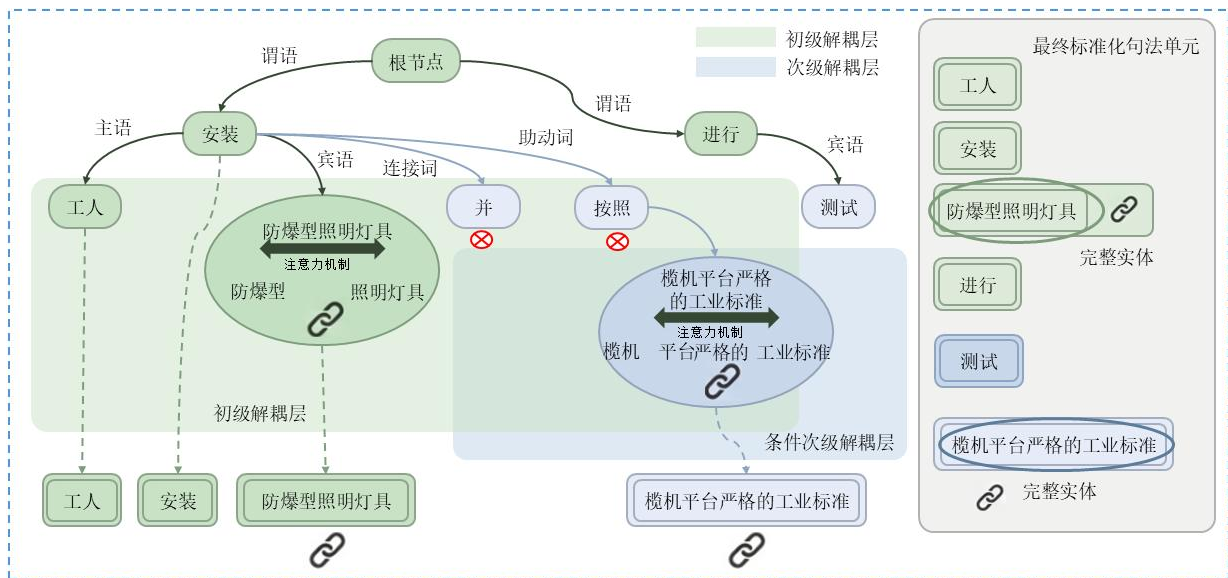 谓语
根节点
初级解耦层
次级解耦层
谓语
主语
安装
宾语
连接词
助动词
进行
宾语
工人
防爆型照明灯具
注意力机制
防爆型
照明灯具
并
按照
测试
榄机平台严格
的工业标准
注意力机制
榄机
平台严格的
工业标准
初级解耦层
条件次级解耦层
工人
安装
防爆型照明灯具
榄机平台严格的工业标准
最终标准化句法单元
工人
安装
防爆型照明灯具
完整实体
进行
测试
榄机平台严格的工业标准
完整实体